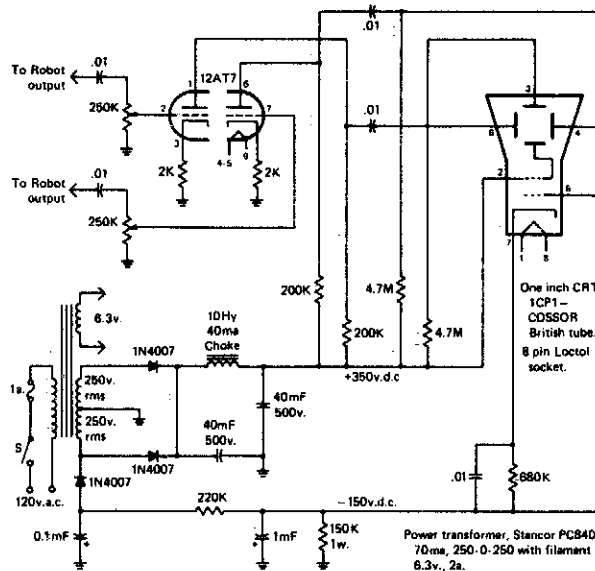 .01
To Robot
output
260K
12AT7
1
6
2
7
3
4-5
9
2K
2K
.01
To Robot
output
250K
.01
.01
3
6
4
2
5
7
1
8
200K
4.7M
200K
4.7M
One inch CRT
1CP1–
COSSOR
British tube.
8 pin Loctol
socket.
6.3v.
1a.
S
120v.a.c.
250v.
rms
250v.
rms
1N4007
1N4007
1N4007
10Hy
40ma
Choke
+350v.d.c
40mF
500v.
40mF
500v.
220K
–150v.d.c.
0.1mF
+
1mF
+
150K
1w.
.01
680K
Power transformer, Stancor PC840
70ma, 250-0-250 with filament
6.3v., 2a.